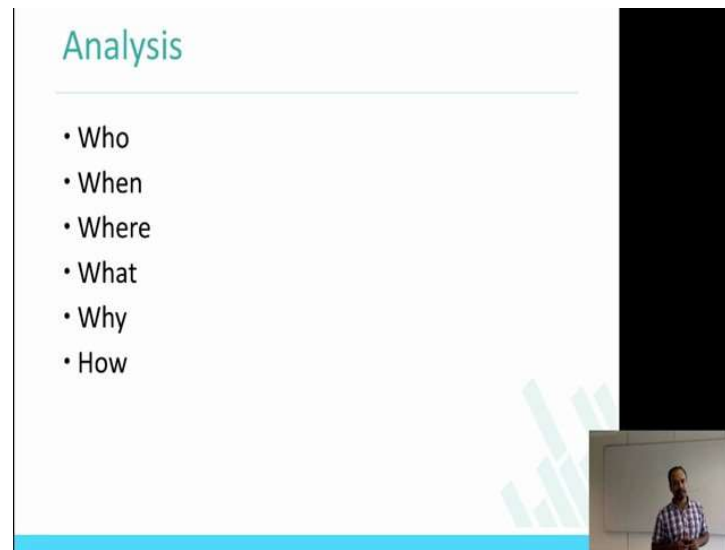 Analysis
• Who
• When
• Where
• What
• Why
• How